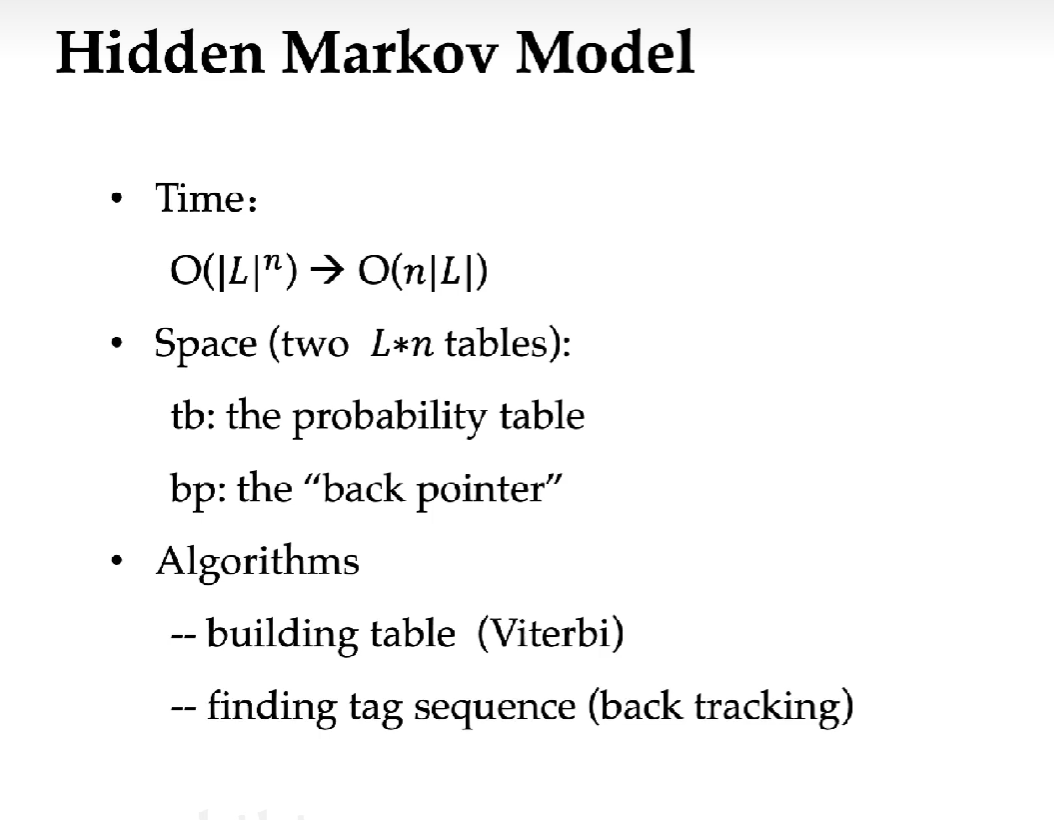 Hidden Markov Model
• Time：
O(|L|ⁿ) → O(n|L|)
• Space (two L*n tables):
tb: the probability table
bp: the “back pointer”
• Algorithms
-- building table (Viterbi)
-- finding tag sequence (back tracking)